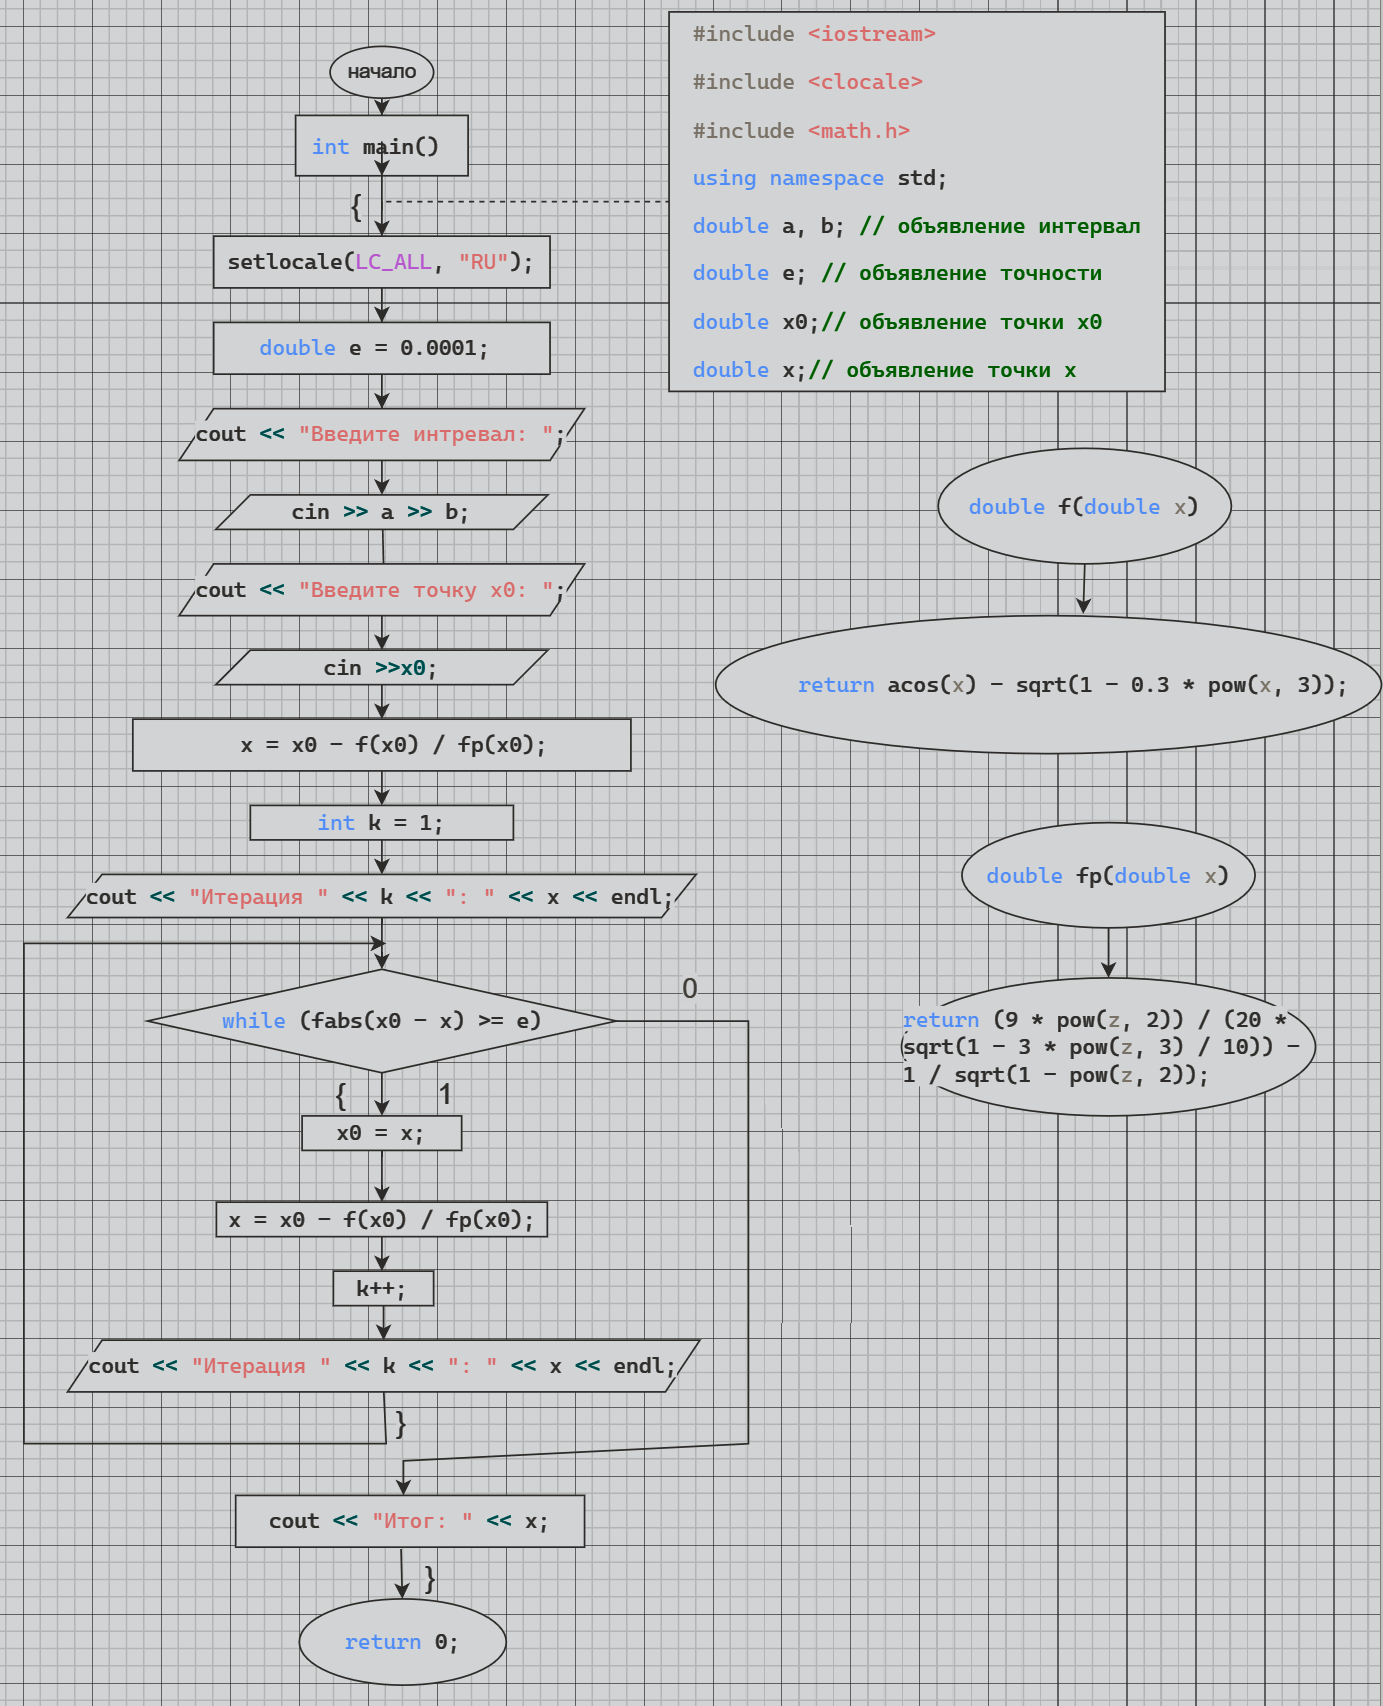 начало
int main()
{
setlocale(LC_ALL, "RU");
double e = 0.0001;
cout << "Введите интревал: ";
cin >> a >> b;
cout << "Введите точку x0: ";
cin >>x0;
x = x0 - f(x0) / fp(x0);
int k = 1;
cout << "Итерация " << k << ": " << x << endl;
while (fabs(x0 - x) >= e)
0
{
1
x0 = x;
x = x0 - f(x0) / fp(x0);
k++;
cout << "Итерация " << k << ": " << x << endl;
}
cout << "Итог: " << x;
}
return 0;
#include <iostream>
#include <clocale>
#include <math.h>
using namespace std;
double a, b; // объявление интервал
double e; // объявление точности
double x0;// объявление точки x0
double x;// объявление точки x
double f(double x)
return acos(x) - sqrt(1 - 0.3 * pow(x, 3));
double fp(double x)
return (9 * pow(z, 2)) / (20 *
sqrt(1 - 3 * pow(z, 3) / 10)) -
1 / sqrt(1 - pow(z, 2));